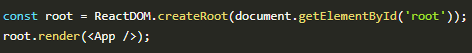 const root = ReactDOM.createRoot(document.getElementById('root'));
root.render(<App />);